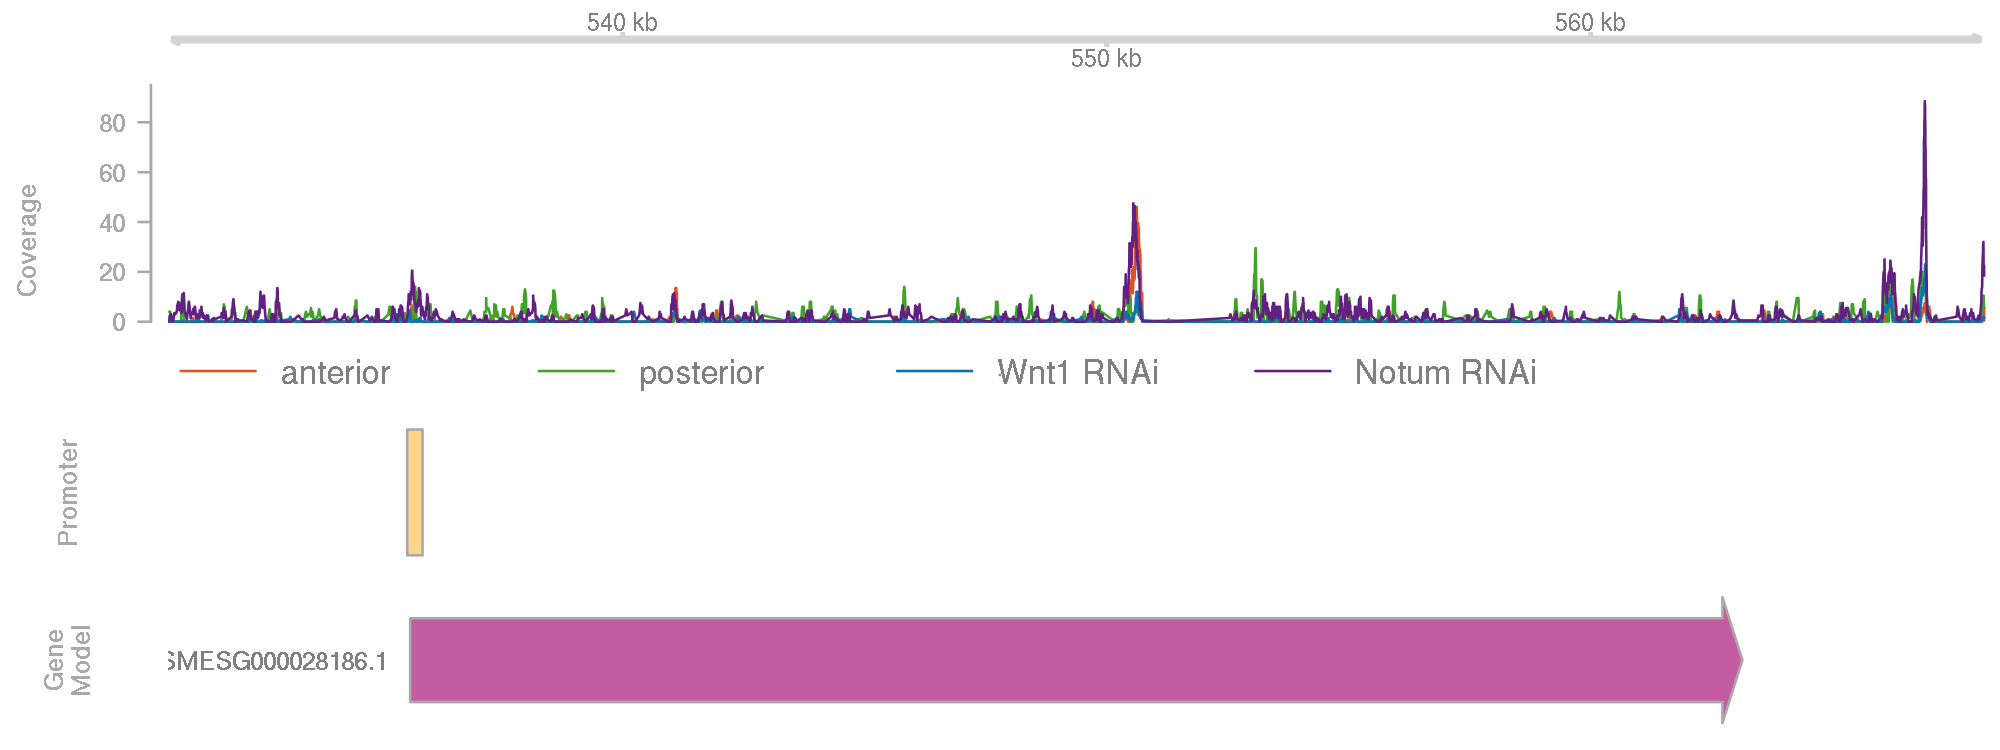 540 kb
560 kb
550 kb
Coverage
80
60
40
20
0
anterior
posterior
Wnt1 RNAi
Notum RNAi
Promoter
Gene
Model
SMESG000028186.1